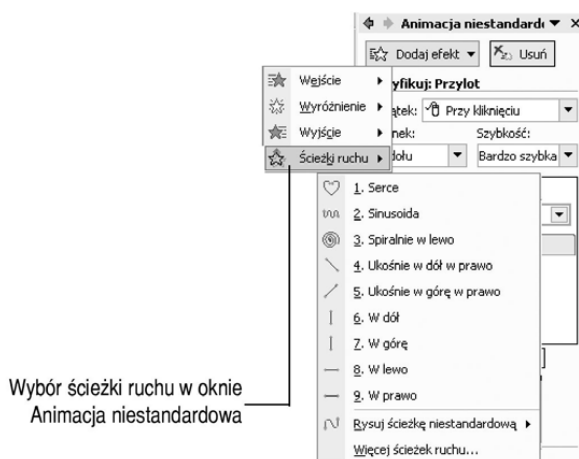 Animacja niestandard
Dodaj efekt
Usuń
Wejście
yfikuj: Przylot
Wyróżnienie
ątek: Przy kliknięciu
Wyjście
nek: Szybkość:
Ścieżki ruchu
dołu Bardzo szybka
1. Serce
2. Sinusoida
3. Spiralnie w lewo
4. Ukośnie w dół w prawo
5. Ukośnie w górę w prawo
6. W dół
7. W górę
8. W lewo
9. W prawo
Rysuj ścieżkę niestandardową
Więcej ścieżek ruchu...
Wybór ścieżki ruchu w oknie
Animacja niestandardowa